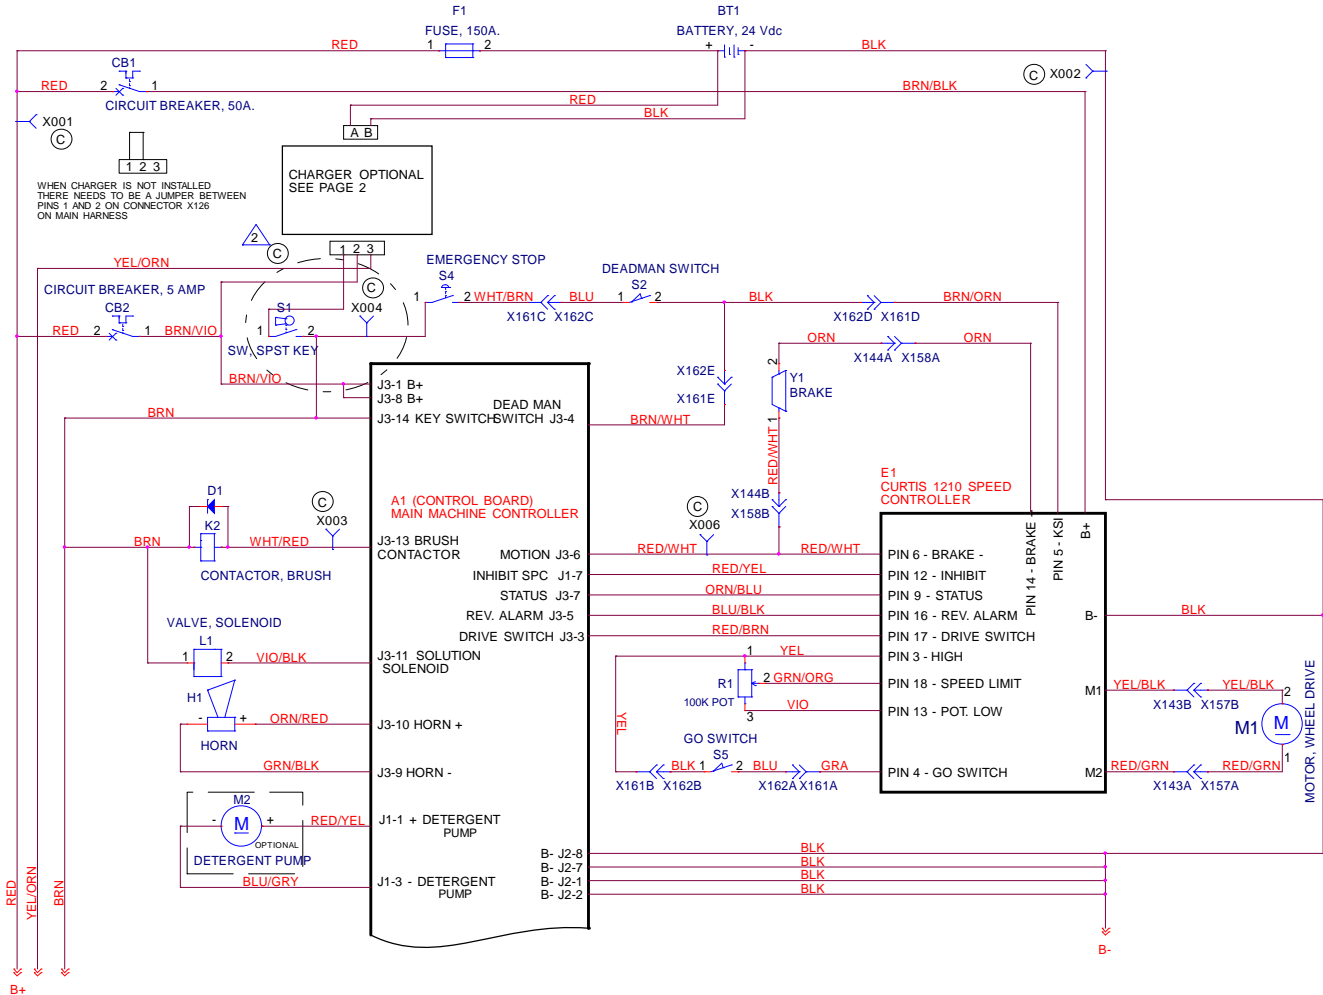 F1
FUSE, 150A.
RED 1 2
BT1
BATTERY, 24 Vdc
+ -
BLK
CB1
RED 2 1
CIRCUIT BREAKER, 50A.
C X002
BRN/BLK
RED
BLK
X001
C
A B
1 2 3
WHEN CHARGER IS NOT INSTALLED
THERE NEEDS TO BE A JUMPER BETWEEN
PINS 1 AND 2 ON CONNECTOR X126
ON MAIN HARNESS
CHARGER OPTIONAL
SEE PAGE 2
2
C
1 2 3
YEL/ORN
CIRCUIT BREAKER, 5 AMP
CB2
RED 2 1 BRN/VIO
C
X004
S1
1 2
SW, SPST KEY
BRN/VIO
EMERGENCY STOP
S4
1 2 WHT/BRN BLU
X161C X162C
DEADMAN SWITCH
S2
1 2 BLK BRN/ORN
X162D X161D
ORN ORN
X144A X158A
X162E
X161E
2
Y1
BRAKE
1
RED/WHT
BRN
J3-1 B+
J3-8 B+
J3-14 KEY SWITCH
DEAD MAN
SWITCH J3-4
BRN/WHT
X144B
X158B
E1
CURTIS 1210 SPEED
CONTROLLER
A1 (CONTROL BOARD)
MAIN MACHINE CONTROLLER
C
X003
C
X006
D1
K2
BRN WHT/RED
CONTACTOR, BRUSH
J3-13 BRUSH
CONTACTOR
MOTION J3-6 RED/WHT RED/WHT PIN 6 - BRAKE -
INHIBIT SPC J1-7 RED/YEL PIN 12 - INHIBIT
STATUS J3-7 ORN/BLU PIN 9 - STATUS
REV. ALARM J3-5 BLU/BLK PIN 16 - REV. ALARM
DRIVE SWITCH J3-3 RED/BRN PIN 17 - DRIVE SWITCH
PIN 14 - BRAKE -
PIN 5 - KSI
B+
B- BLK
VALVE, SOLENOID
L1
1 2 VIO/BLK
J3-11 SOLUTION
SOLENOID
1 YEL PIN 3 - HIGH
R1 2 GRN/ORG PIN 18 - SPEED LIMIT
100K POT
3 VIO PIN 13 - POT. LOW
YEL
H1
- + ORN/RED
HORN
J3-10 HORN +
GRN/BLK
J3-9 HORN -
GO SWITCH
S5
BLK 1 2 BLU GRA
X161B X162B X162A X161A
PIN 4 - GO SWITCH
M1 YEL/BLK YEL/BLK 2
X143B X157B
M1 M
MOTOR, WHEEL DRIVE
M2 RED/GRN RED/GRN 1
X143A X157A
M2
- M + RED/YEL
OPTIONAL
DETERGENT PUMP
BLU/GRY
J1-1 + DETERGENT
PUMP
J1-3 - DETERGENT
PUMP
B- J2-8 BLK
B- J2-7 BLK
B- J2-1 BLK
B- J2-2 BLK
RED
YEL/ORN
BRN
B+
B-